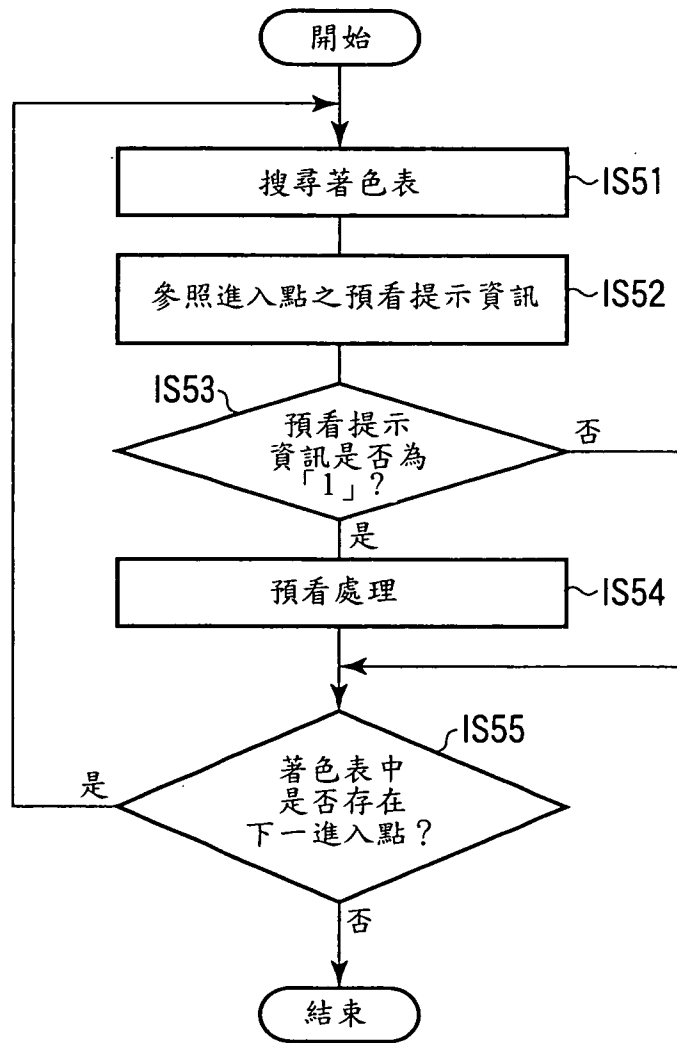 開始
搜尋著色表
IS51
參照進入點之預看提示資訊
IS52
IS53
預看提示
資訊是否為
「1」?
否
是
預看處理
IS54
IS55
著色表中
是否存在
下一進入點?
是
否
結束